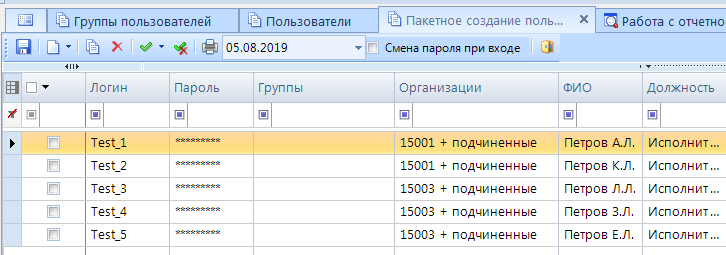 Группы пользователей Пользователи Пакетное создание поль... Работа с отчетно
05.08.2019 Смена пароля при входе
Логин Пароль Группы Организации ФИО Должность
Test_1 ********* 15001 + подчиненные Петров А.Л. Исполнит...
Test_2 ********* 15001 + подчиненные Петров К.Л. Исполнит...
Test_3 ********* 15003 + подчиненные Петров Л.Л. Исполнит...
Test_4 ********* 15003 + подчиненные Петров З.Л. Исполнит...
Test_5 ********* 15003 + подчиненные Петров Е.Л. Исполнит...